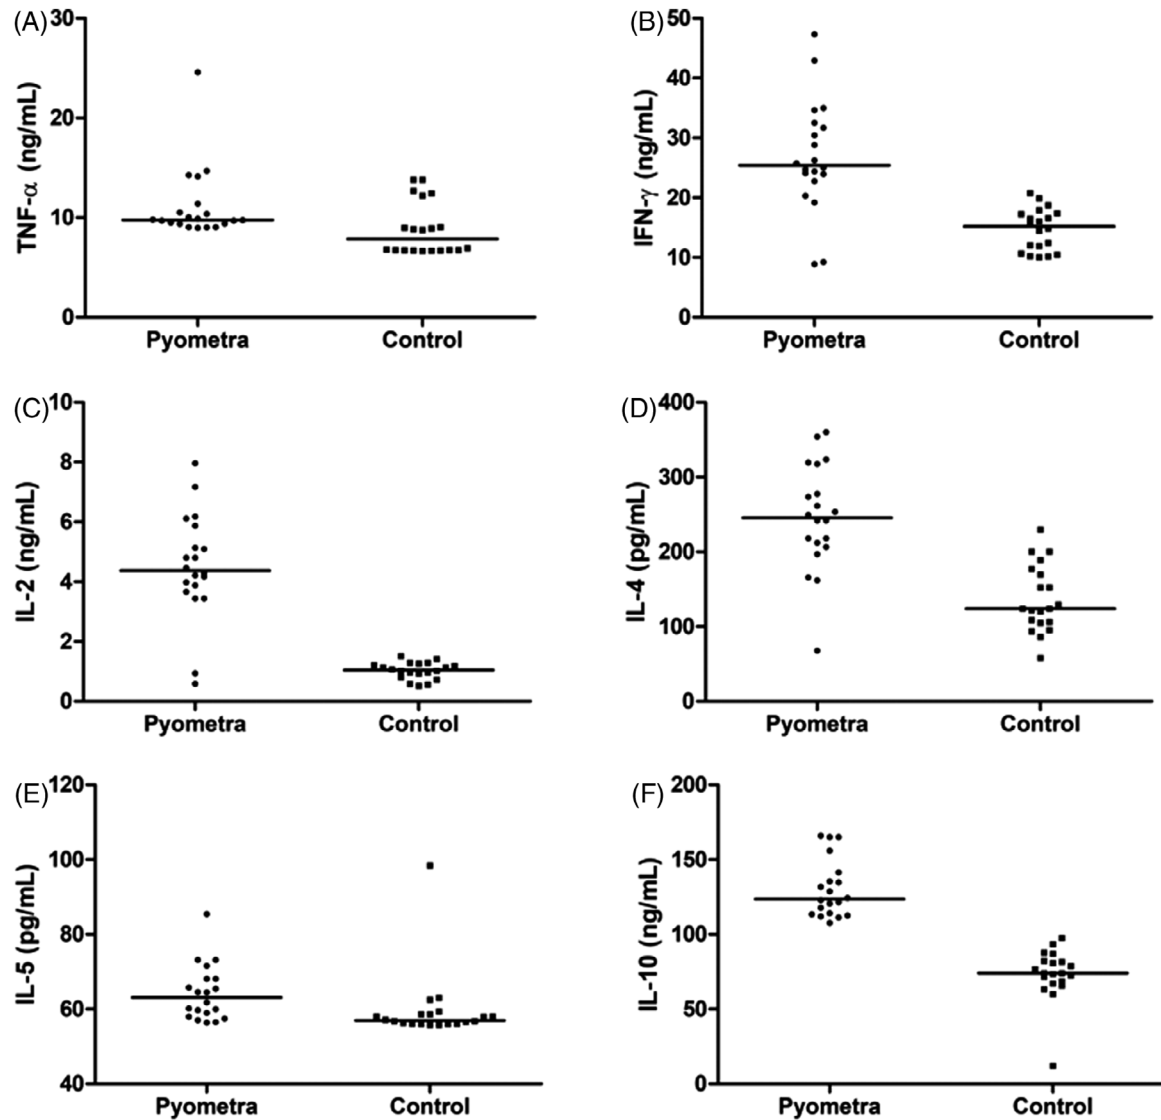 (A)
30
20
10
0
TNF-α (ng/mL)
Pyometra Control
(B)
50
40
30
20
10
0
IFN-γ (ng/mL)
Pyometra Control
(C)
10
8
6
4
2
0
IL-2 (ng/mL)
Pyometra Control
(D)
400
300
200
100
0
IL-4 (pg/mL)
Pyometra Control
(E)
120
100
80
60
40
IL-5 (pg/mL)
Pyometra Control
(F)
200
150
100
50
0
IL-10 (ng/mL)
Pyometra Control